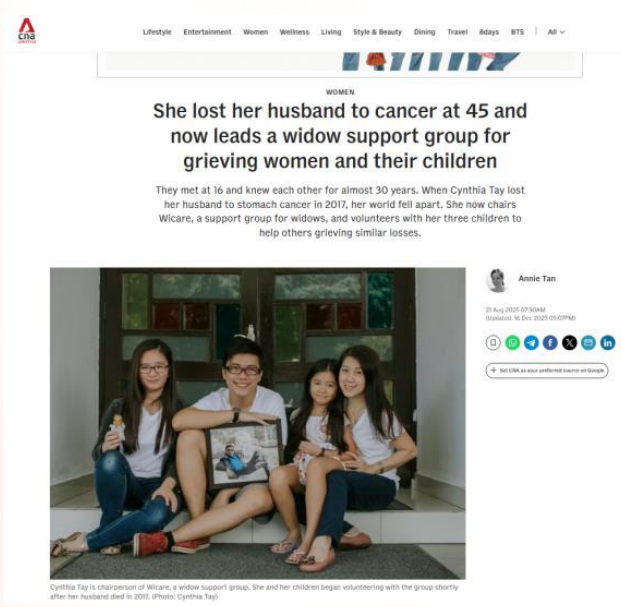 cna
Lifestyle Entertainment Women Wellness Living Style & Beauty Dining Travel 8days BTS All
WOMEN
She lost her husband to cancer at 45 and
now leads a widow support group for
grieving women and their children
They met at 16 and knew each other for almost 30 years. When Cynthia Tay lost
her husband to stomach cancer in 2017, her world fell apart. She now chairs
Wicare, a support group for widows, and volunteers with her three children to
help others grieving similar losses.
Annie Tan
21 Aug 2025 07:30AM
(Updated: 16 Dec 2025 05:07PM)
+ Set CNA as your preferred source on Google
Cynthia Tay is chairperson of Wicare, a widow support group. She and her children began volunteering with the group shortly
after her husband died in 2017. (Photo: Cynthia Tay)